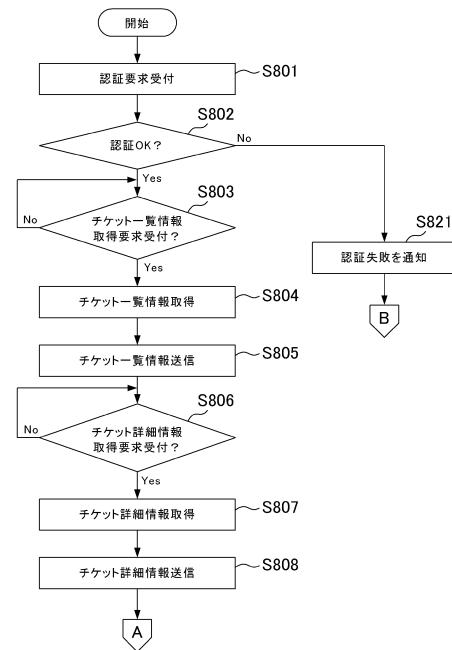 開始
認証要求受付
S801
認証OK？
S802
No
Yes
チケット一覧情報
取得要求受付？
S803
No
Yes
認証失敗を通知
S821
B
チケット一覧情報取得
S804
チケット一覧情報送信
S805
チケット詳細情報
取得要求受付？
S806
No
Yes
チケット詳細情報取得
S807
チケット詳細情報送信
S808
A